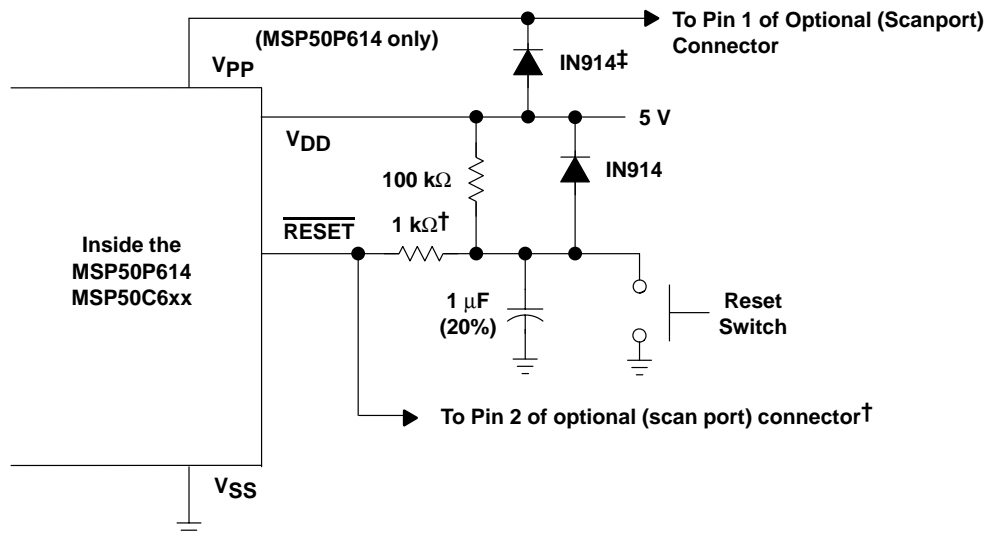 To Pin 1 of Optional (Scanport)
Connector
(MSP50P614 only)
VPP
IN914‡
5 V
VDD
IN914
100 kΩ
RESET
1 kΩ†
Inside the
MSP50P614
MSP50C6xx
1 μF
(20%)
Reset
Switch
To Pin 2 of optional (scan port) connector†
VSS